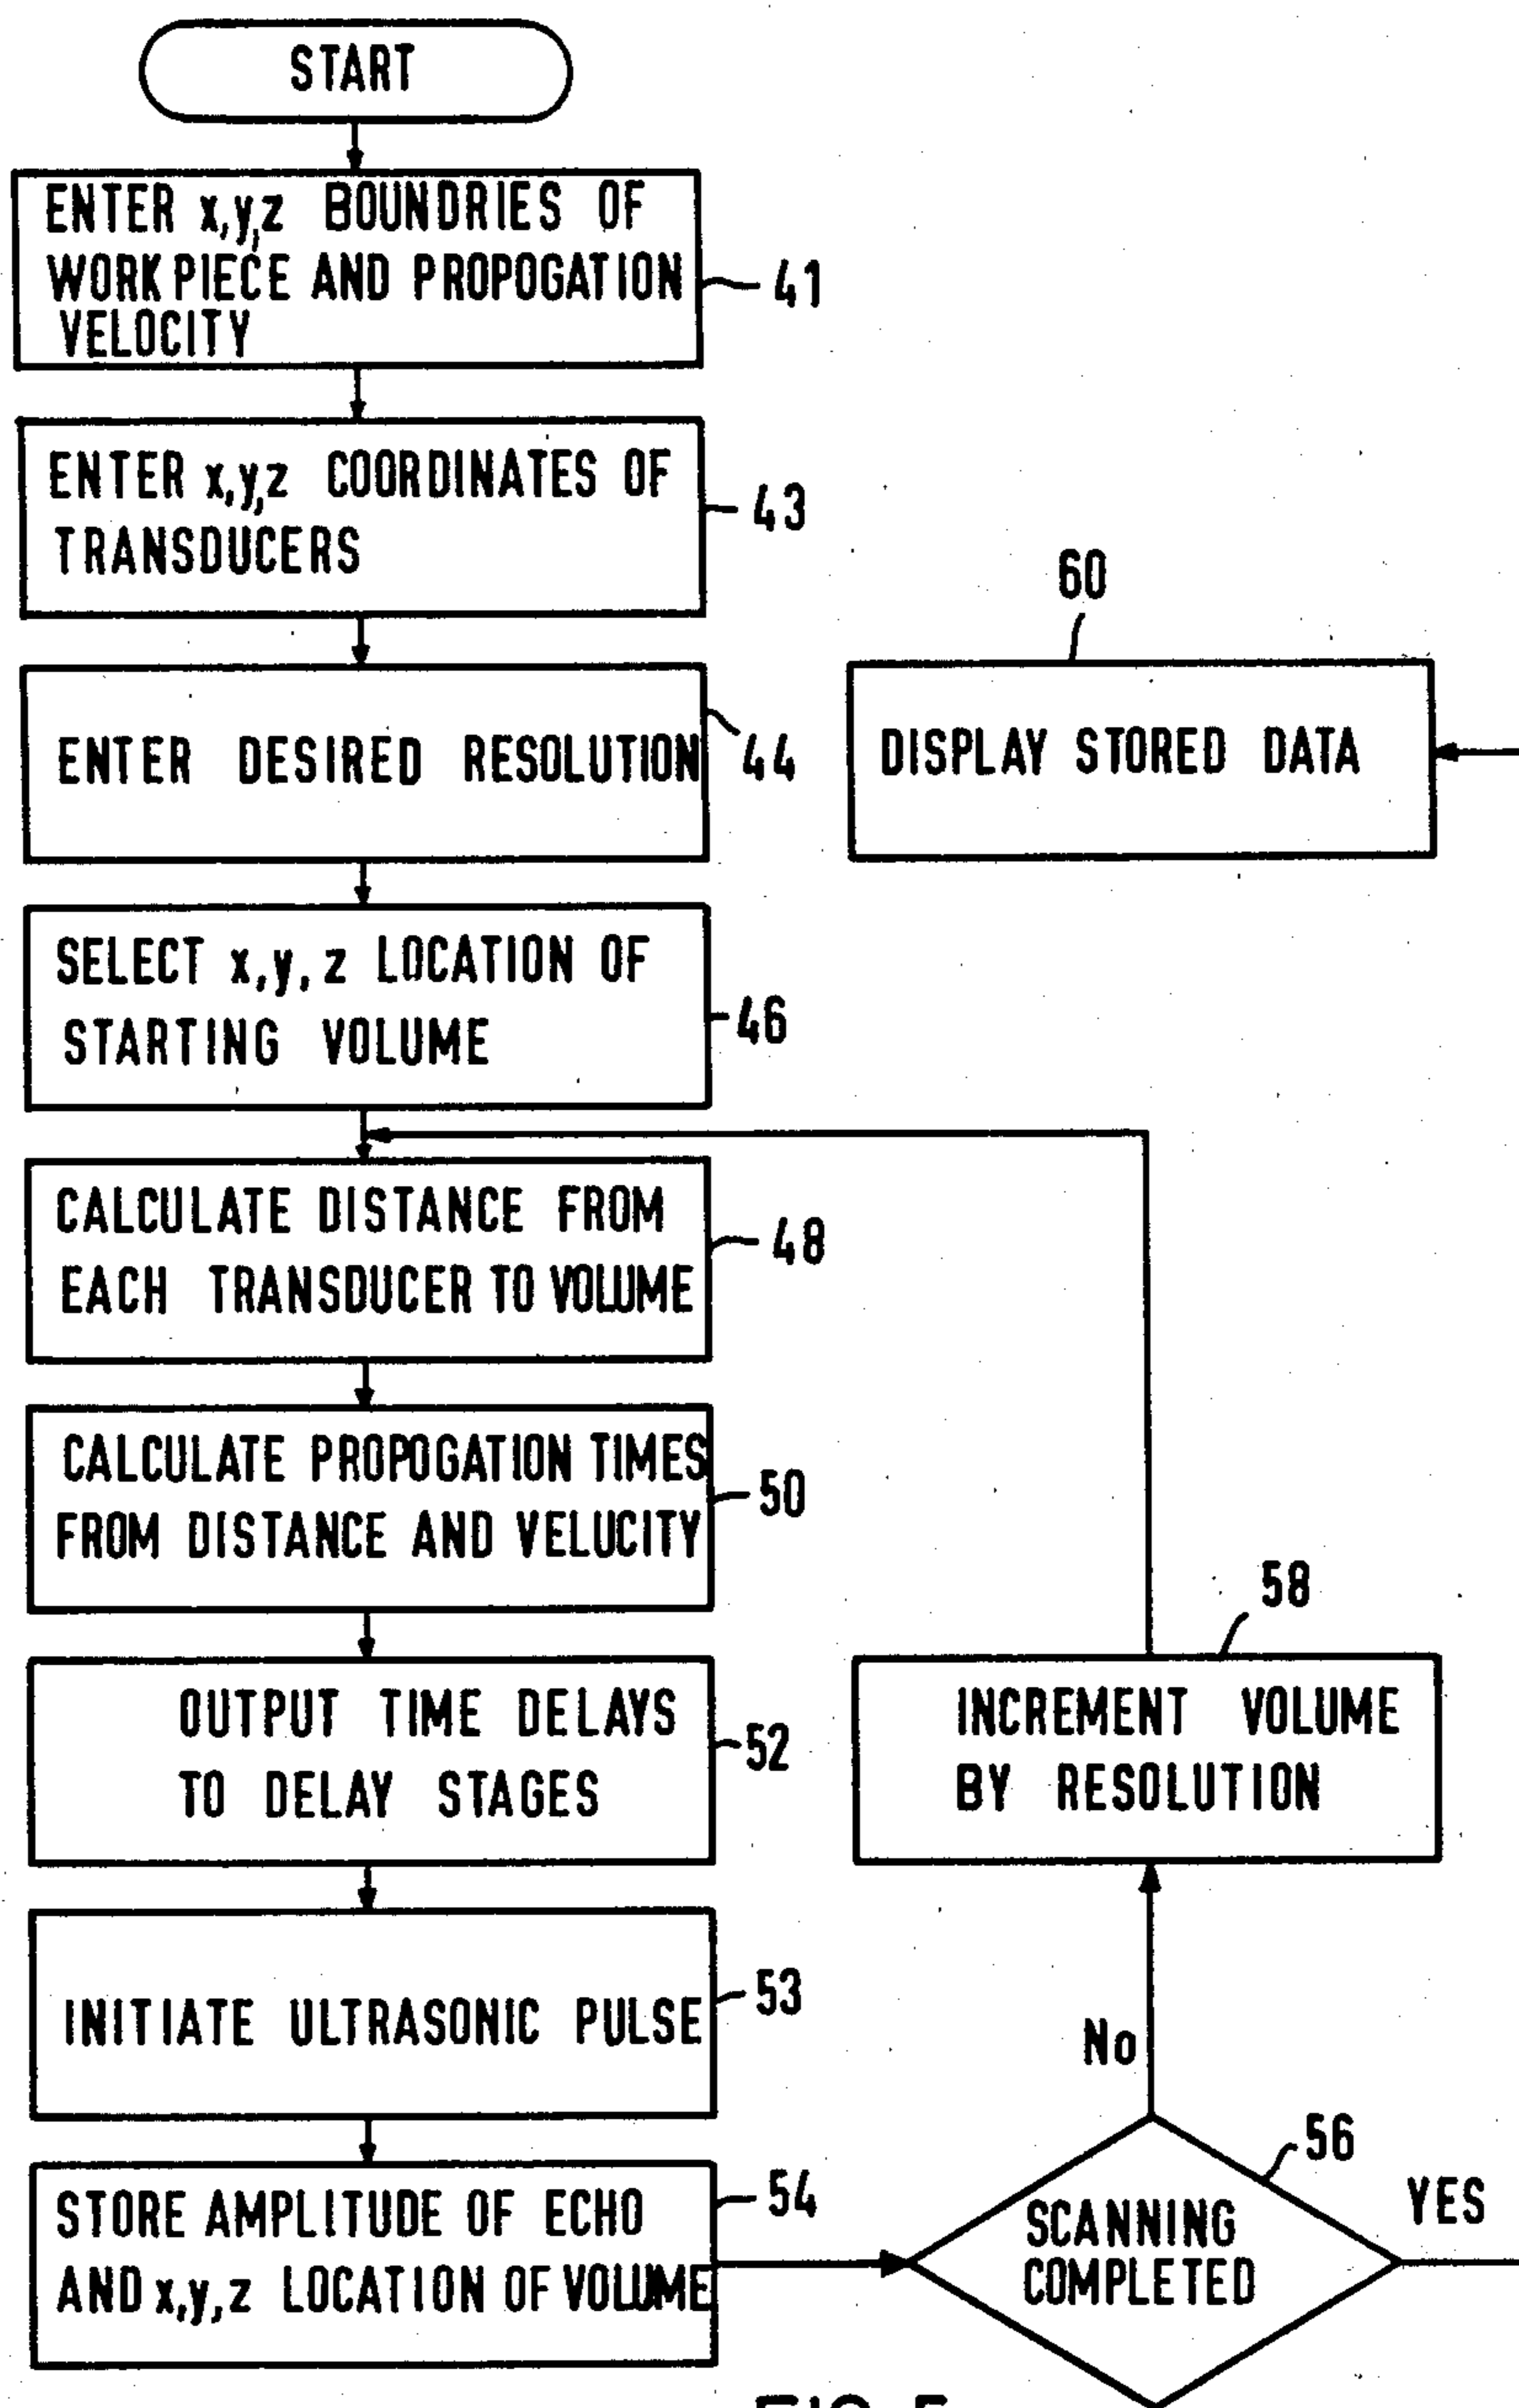 START
ENTER x,y,z BOUNDRIES OF
WORKPIECE AND PROPOGATION
VELOCITY
41
ENTER x,y,z COORDINATES OF
TRANSDUCERS
43
ENTER DESIRED RESOLUTION
44
SELECT x,y,z LOCATION OF
STARTING VOLUME
46
CALCULATE DISTANCE FROM
EACH TRANSDUCER TO VOLUME
48
CALCULATE PROPOGATION TIMES
FROM DISTANCE AND VELUCITY
50
OUTPUT TIME DELAYS
TO DELAY STAGES
52
INITIATE ULTRASONIC PULSE
53
STORE AMPLITUDE OF ECHO
AND x,y,z LOCATION OF VOLUME
54
SCANNING
COMPLETED
56
No
YES
INCREMENT VOLUME
BY RESOLUTION
58
60
DISPLAY STORED DATA